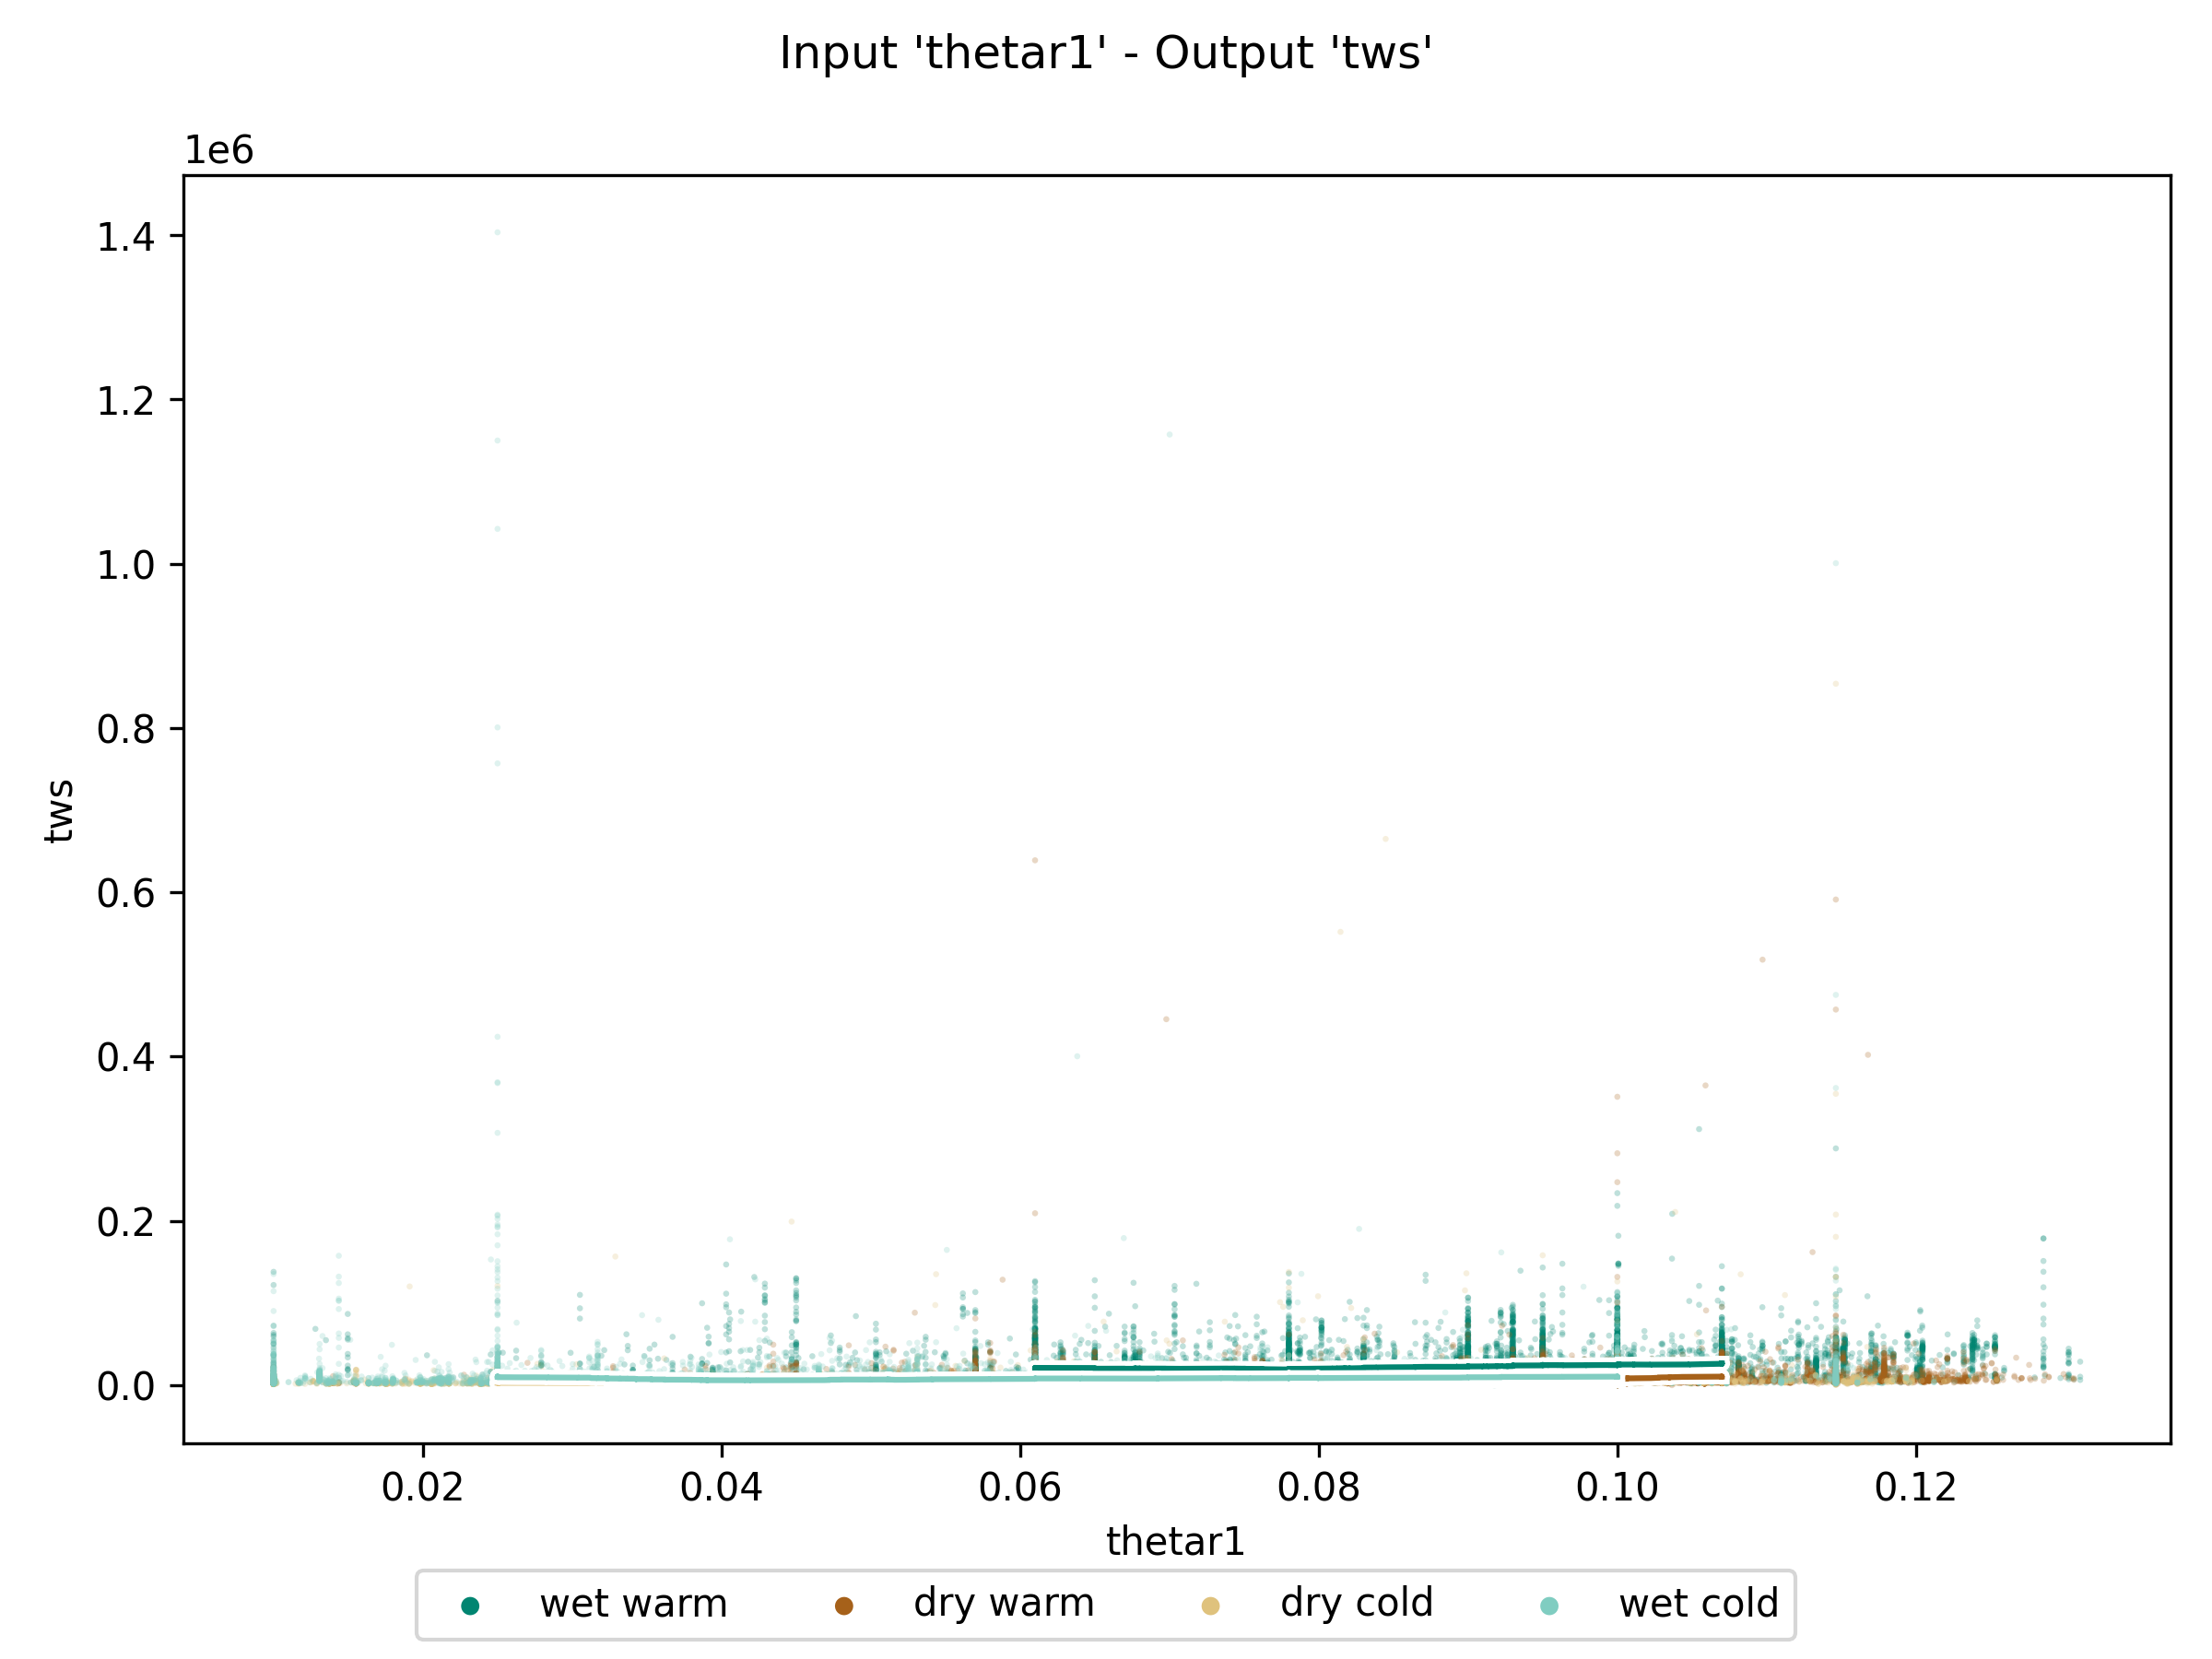 Input 'thetar1' - Output 'tws'
1e6
1.4
1.2
1.0
0.8
0.6
0.4
0.2
0.0
tws
0.02 0.04 0.06 0.08 0.10 0.12
thetar1
wet warm dry warm dry cold wet cold